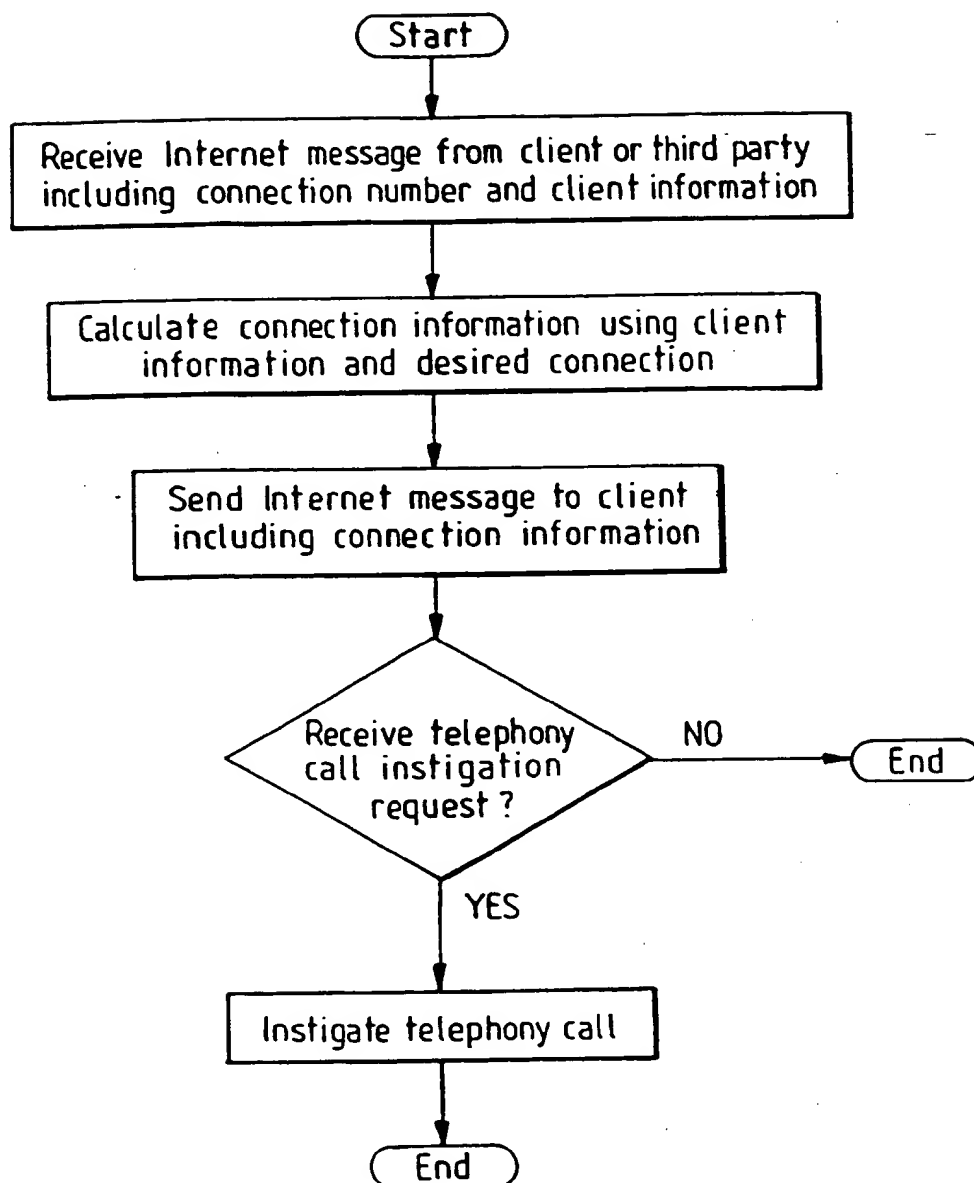 Start
Receive Internet message from client or third party
including connection number and client information
Calculate connection information using client
information and desired connection
Send Internet message to client
including connection information
Receive telephony
call instigation
request ?
NO
End
YES
Instigate telephony call
End